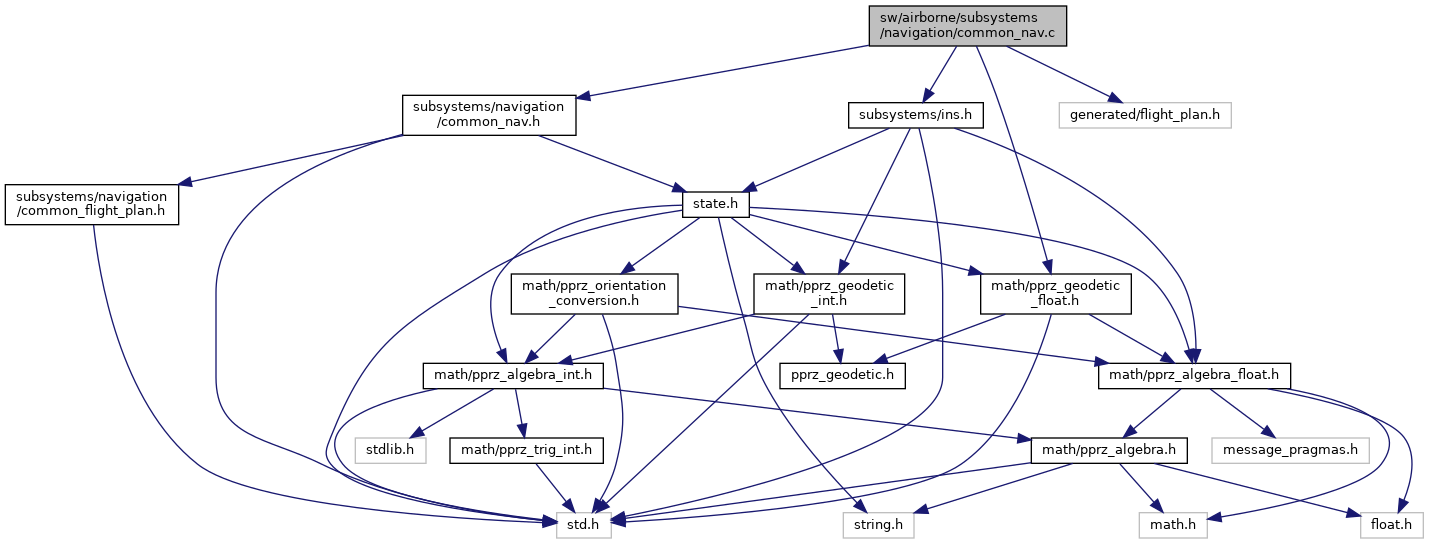 sw/airborne/subsystems
/navigation/common_nav.c
subsystems/navigation
/common_nav.h
subsystems/ins.h
generated/flight_plan.h
subsystems/navigation
/common_flight_plan.h
state.h
math/pprz_orientation
_conversion.h
math/pprz_geodetic
_int.h
math/pprz_geodetic
_float.h
math/pprz_algebra_int.h
pprz_geodetic.h
math/pprz_algebra_float.h
stdlib.h
math/pprz_trig_int.h
math/pprz_algebra.h
message_pragmas.h
std.h
string.h
math.h
float.h